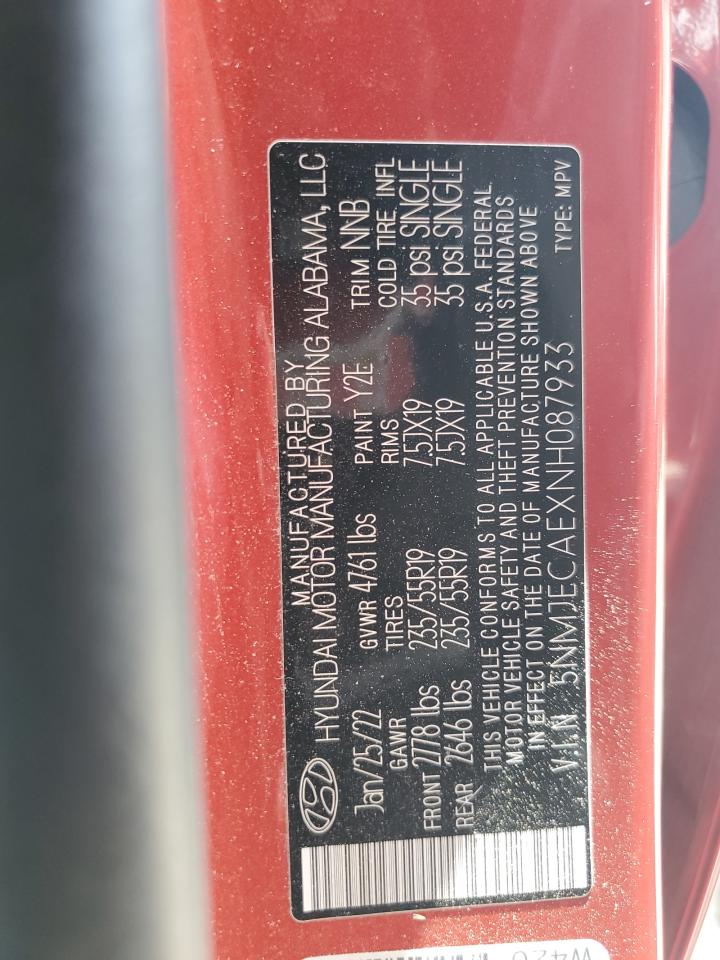 MANUFACTURED BY
HYUNDAI MOTOR MANUFACTURING ALABAMA, LLC
Jan/25/22 GVWR 4761 lbs PAINT Y2E TRIM NNB
GAWR TIRES RIMS COLD TIRE INFL
FRONT 2778 lbs 235/55R19 7.5JX19 35 psi SINGLE
REAR 2646 lbs 235/55R19 7.5JX19 35 psi SINGLE
THIS VEHICLE CONFORMS TO ALL APPLICABLE U.S.A. FEDERAL
MOTOR VEHICLE SAFETY AND THEFT PREVENTION STANDARDS
IN EFFECT ON THE DATE OF MANUFACTURE SHOWN ABOVE
V.I.N 5NMJECAEXNH087933 TYPE: MPV
W420